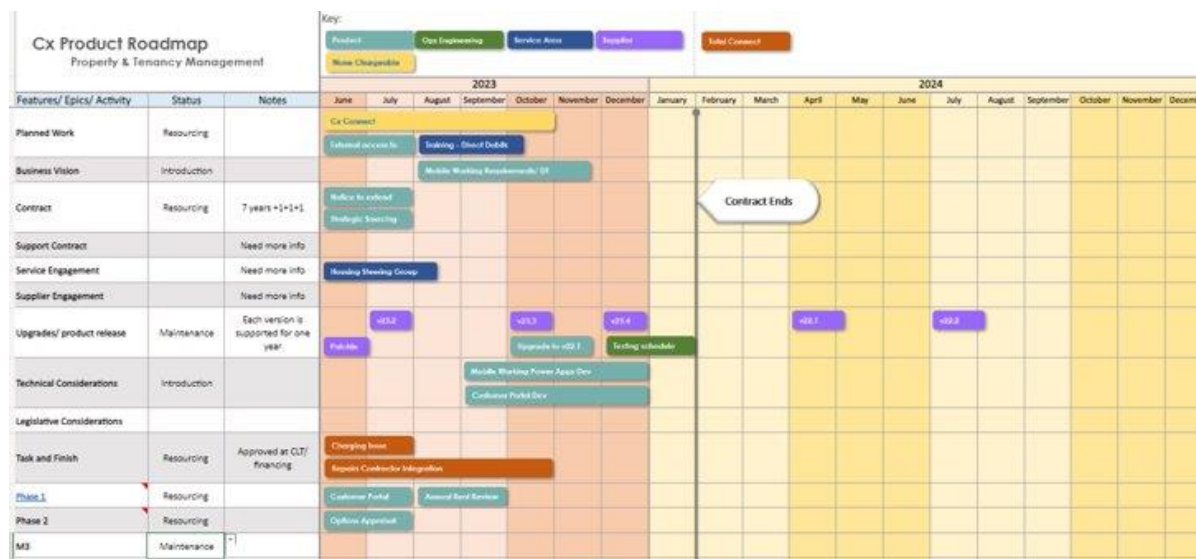 Key:
Cx Product Roadmap
Property & Tenancy Management
Product
Ops Engineering
Service Area
Supplier
Total Connect
None Chargeable
2023
2024
Features/ Epics/ Activity
Status
Notes
June
July
August
September
October
November
December
January
February
March
April
May
June
July
August
September
October
November
Decem
Planned Work
Resourcing
Cx Connect
External access to
Training - Direct Debits
Business Vision
Introduction
Mobile Working Requirements/
Contract
Resourcing
7 years +1+1+1
Notice to extend
Strategic Sourcing
Contract Ends
Support Contract
Need more info
Service Engagement
Need more info
Housing Steering Group
Supplier Engagement
Need more info
Upgrades/ product release
Maintenance
Each version is
supported for one
year
v23.2
v23.3
v23.4
Upgrade to v22.1
Testing schedule
Technical Considerations
Introduction
Mobile Working Power Apps Dev
Customer Portal Dev
Legislative Considerations
Task and Finish
Resourcing
Approved at CLT/
financing
Charging Issue
Repairs Contractor Integration
Phase 1
Resourcing
Customer Portal
Annual Rent Review
Phase 2
Resourcing
Options Appraisal
M3
Maintenance